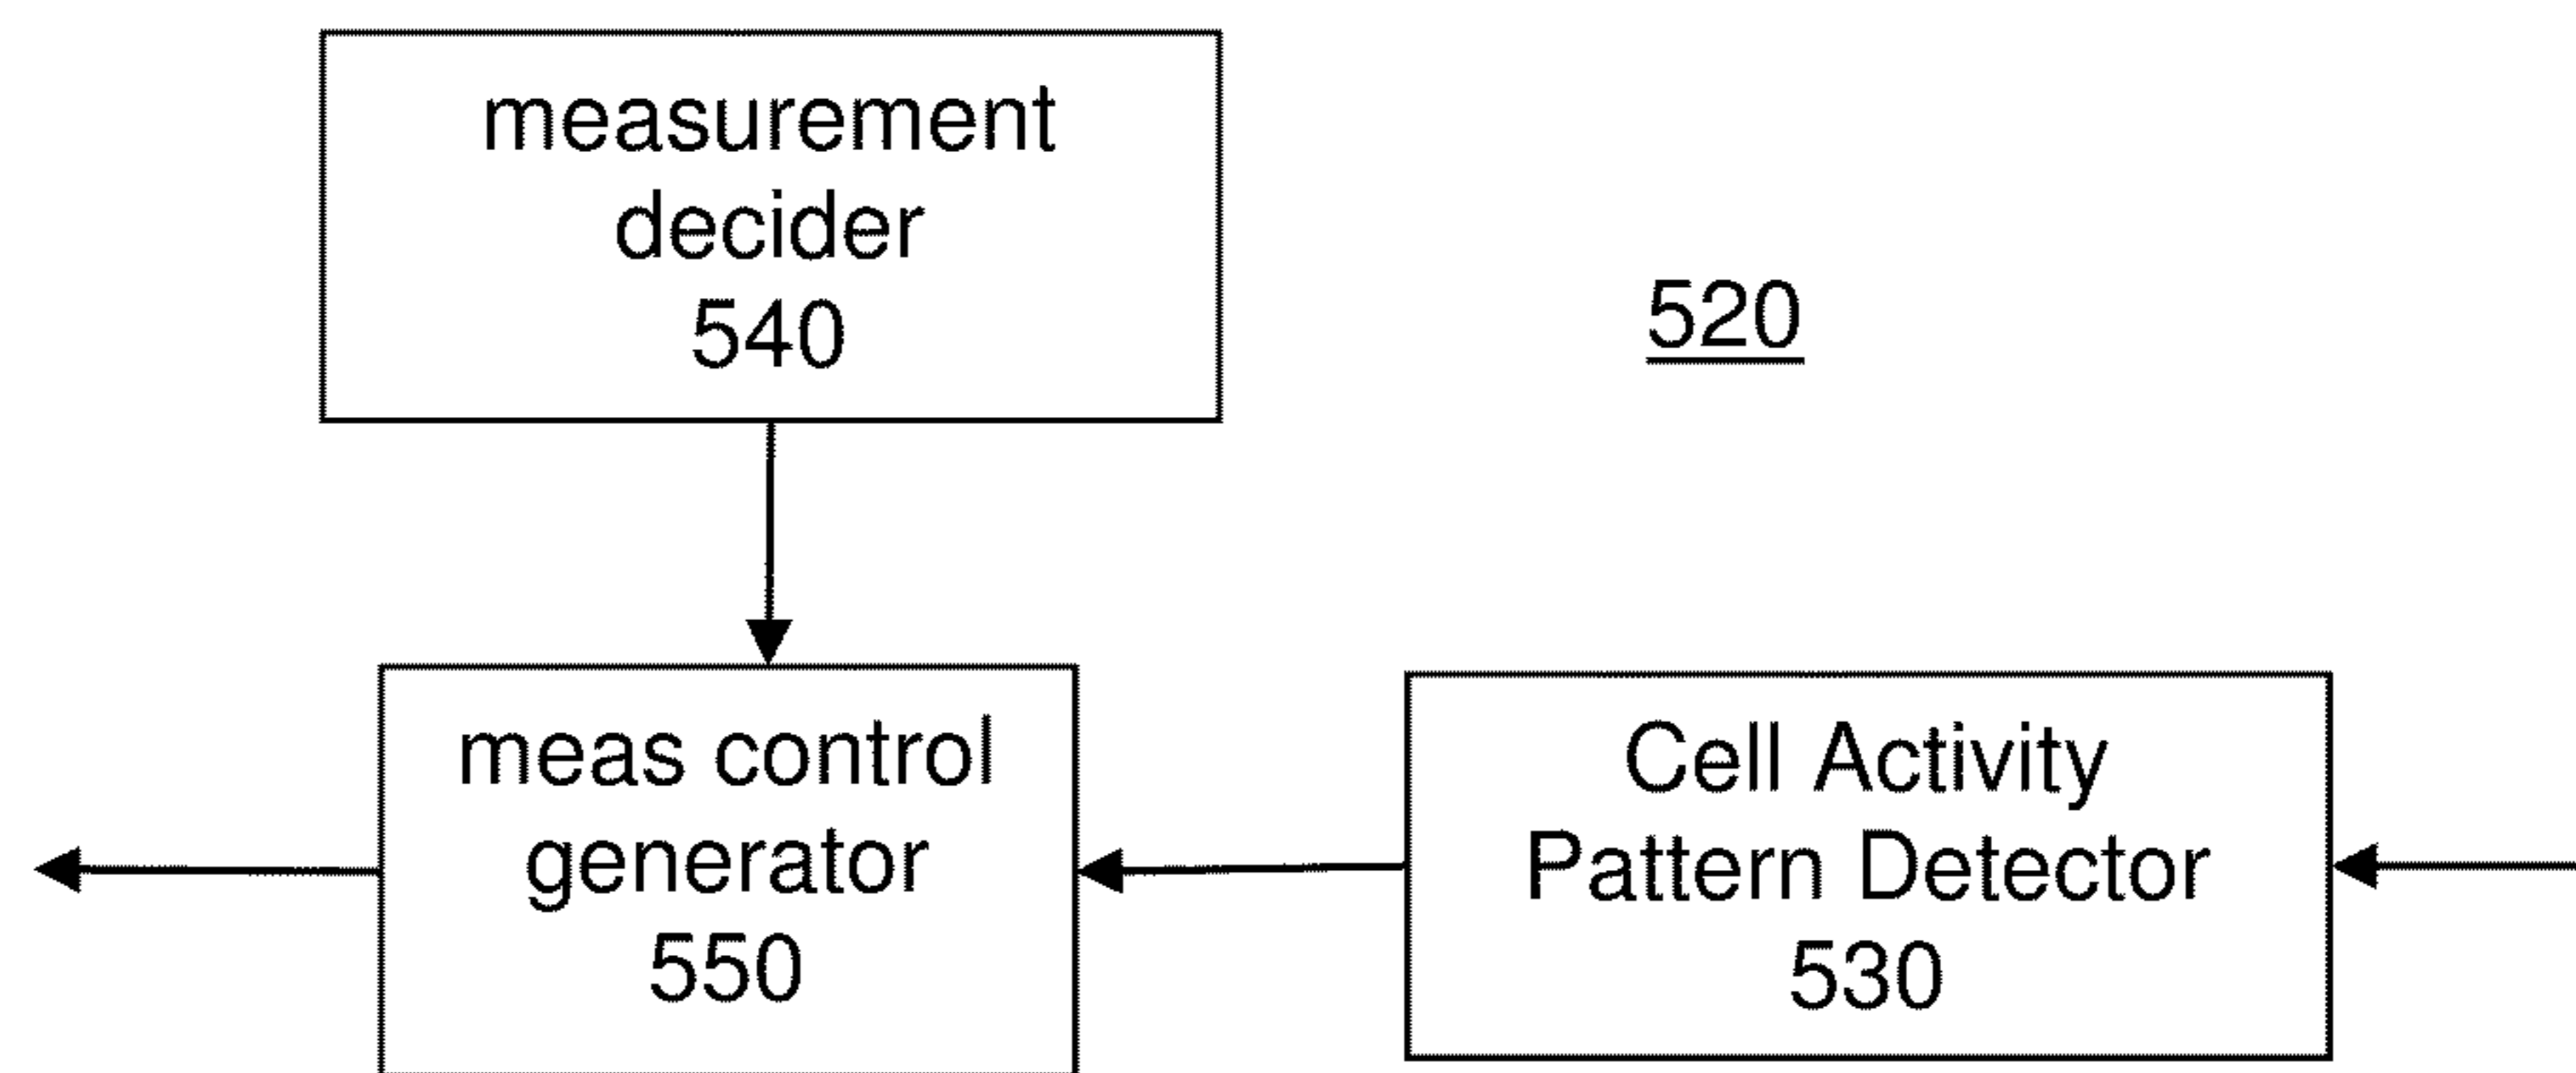 measurement
decider
540
520
meas control
generator
550
Cell Activity
Pattern Detector
530